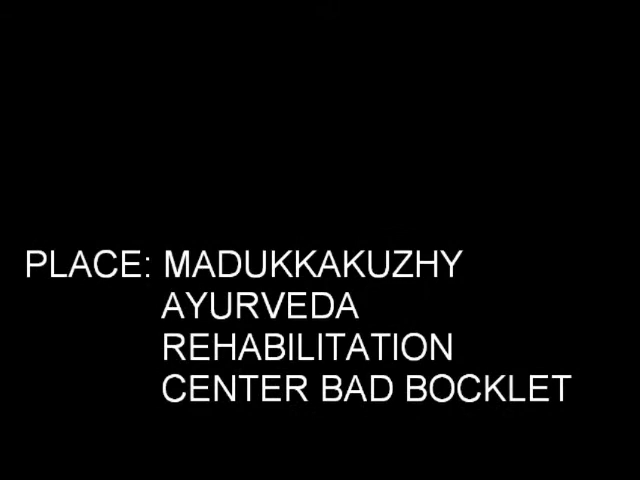 PLACE: MADUKKAKUZHY
AYURVEDA
REHABILITATION
CENTER BAD BOCKLET